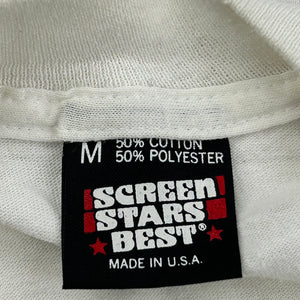 M 50% COTTON
50% POLYESTER
SCREEN
STARS
BEST®
MADE IN U.S.A.